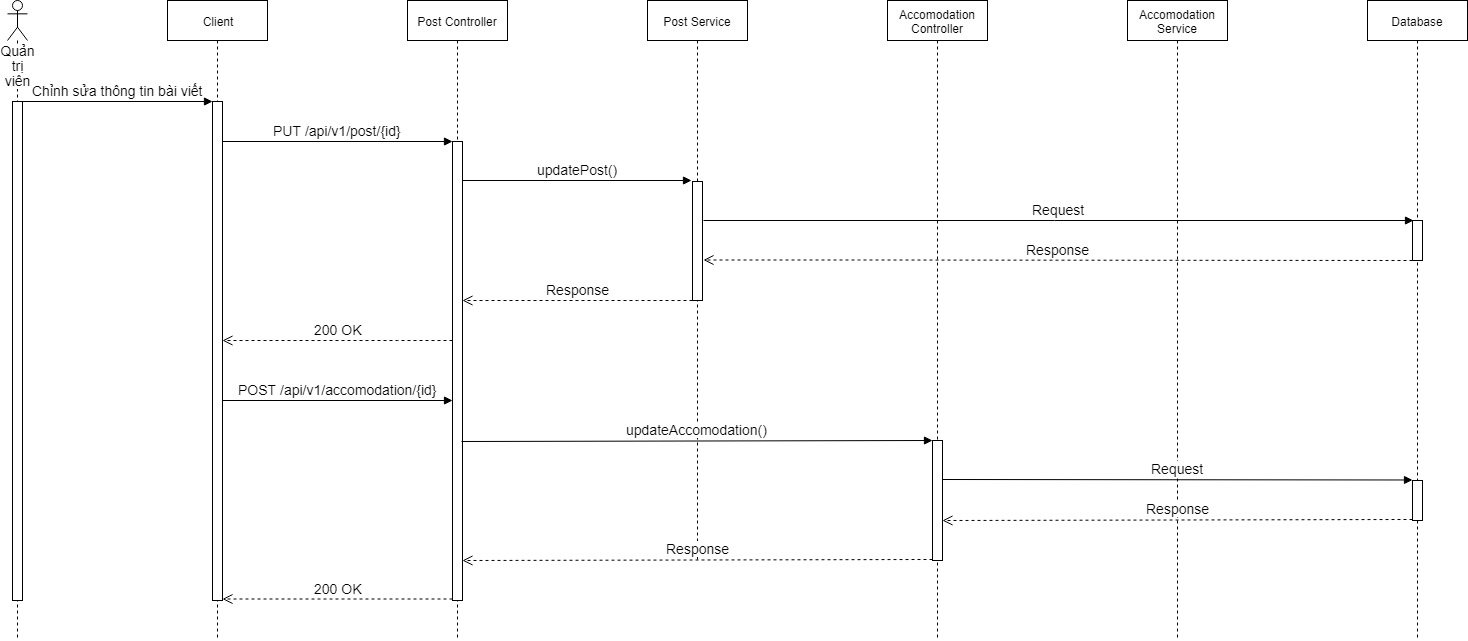 Client
Post Controller
Post Service
Accomodation
Controller
Accomodation
Service
Database
Quản
trị
viên
Chỉnh sửa thông tin bài viết
PUT /api/v1/post/{id}
updatePost()
Request
Response
Response
200 OK
POST /api/v1/accomodation/{id}
updateAccomodation()
Request
Response
Response
200 OK